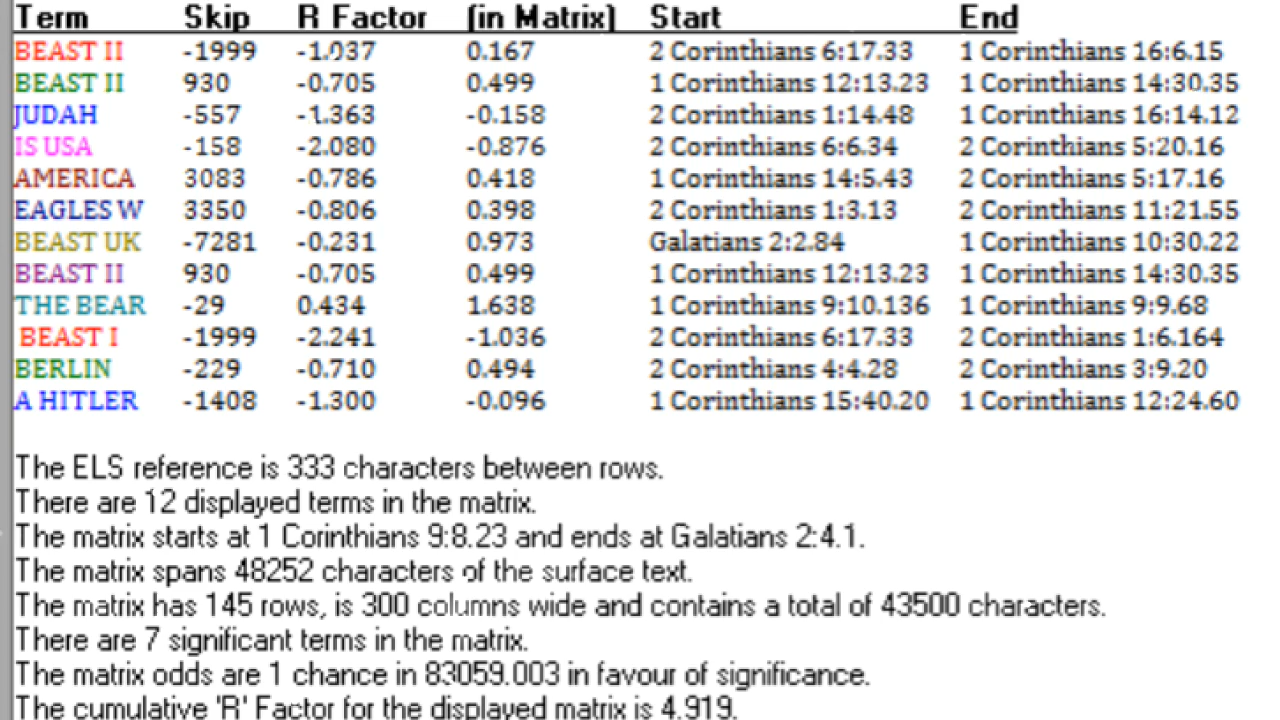 Term Skip R Factor (in Matrix) Start End
BEAST II -1999 -1.037 0.167 2 Corinthians 6:17.33 1 Corinthians 16:6.15
BEAST II 930 -0.705 0.499 1 Corinthians 12:13.23 1 Corinthians 14:30.35
JUDAH -557 -1.363 -0.158 2 Corinthians 1:14.48 1 Corinthians 16:14.12
IS USA -158 -2.080 -0.876 2 Corinthians 6:6.34 2 Corinthians 5:20.16
AMERICA 3083 -0.786 0.418 1 Corinthians 14:5.43 2 Corinthians 5:17.16
EAGLES W 3350 -0.806 0.398 2 Corinthians 1:3.13 2 Corinthians 11:21.55
BEAST UK -7281 -0.231 0.973 Galatians 2:2.84 1 Corinthians 10:30.22
BEAST II 930 -0.705 0.499 1 Corinthians 12:13.23 1 Corinthians 14:30.35
THE BEAR -29 0.434 1.638 1 Corinthians 9:10.136 1 Corinthians 9:9.68
BEAST I -1999 -2.241 -1.036 2 Corinthians 6:17.33 2 Corinthians 1:6.164
BERLIN -229 -0.710 0.494 2 Corinthians 4:4.28 2 Corinthians 3:9.20
A HITLER -1408 -1.300 -0.096 1 Corinthians 15:40.20 1 Corinthians 12:24.60
The ELS reference is 333 characters between rows.
There are 12 displayed terms in the matrix.
The matrix starts at 1 Corinthians 9:8.23 and ends at Galatians 2:4.1.
The matrix spans 48252 characters of the surface text.
The matrix has 145 rows, is 300 columns wide and contains a total of 43500 characters.
There are 7 significant terms in the matrix.
The matrix odds are 1 chance in 83059.003 in favour of significance.
The cumulative 'R' Factor for the displayed matrix is 4.919.